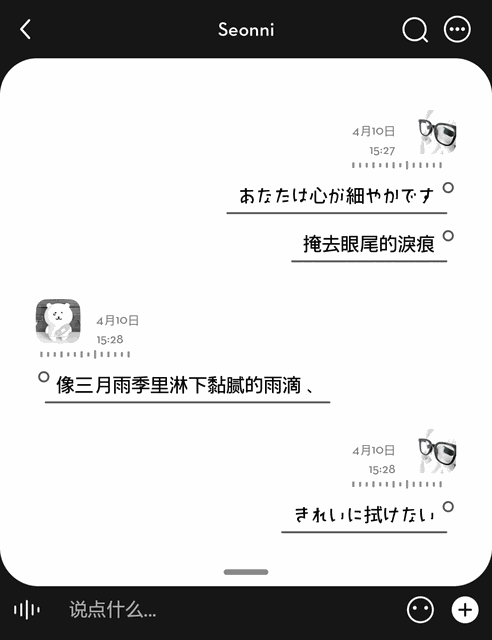 Seonni
4月10日
15:27
あなたは心が細やかです
掩去眼尾的淚痕
4月10日
15:28
像三月雨季里淋下黏膩的雨滴、
4月10日
15:28
きれいに拭けない
说点什么...